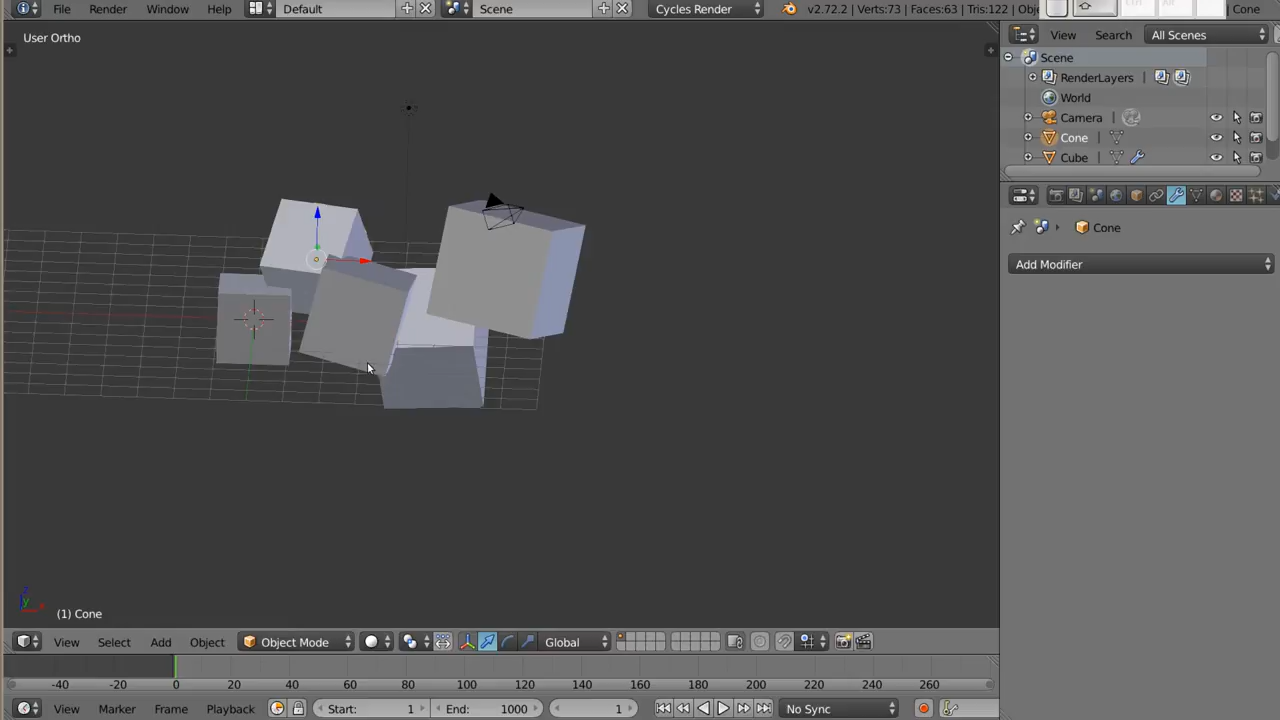 File Render Window Help Default Scene Cycles Render v2.72.2 | Verts:73 | Faces:63 | Tris:122 | Obje Cone
User Ortho
View Search All Scenes
Scene
RenderLayers
World
Camera
Cone
Cube
Cone
Add Modifier
(1) Cone
View Select Add Object Object Mode Global
-40 -20 0 20 40 60 80 100 120 140 160 180 200 220 240 260
View Marker Frame Playback Start: 1 End: 1000 1 No Sync